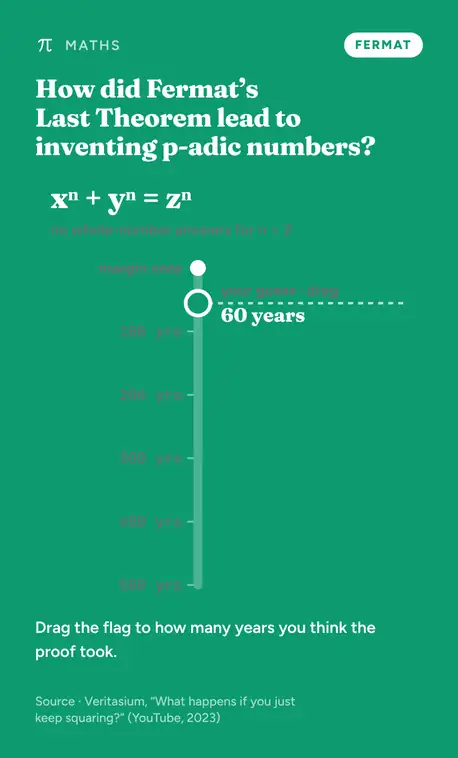 π MATHS
FERMAT
How did Fermat’s
Last Theorem lead to
inventing p-adic numbers?
xⁿ + yⁿ = zⁿ
no whole-number answers for n > 2
margin note
your guess · drag
60 years
100 yrs
200 yrs
300 yrs
400 yrs
500 yrs
Drag the flag to how many years you think the
proof took.
Source · Veritasium, “What happens if you just
keep squaring?” (YouTube, 2023)